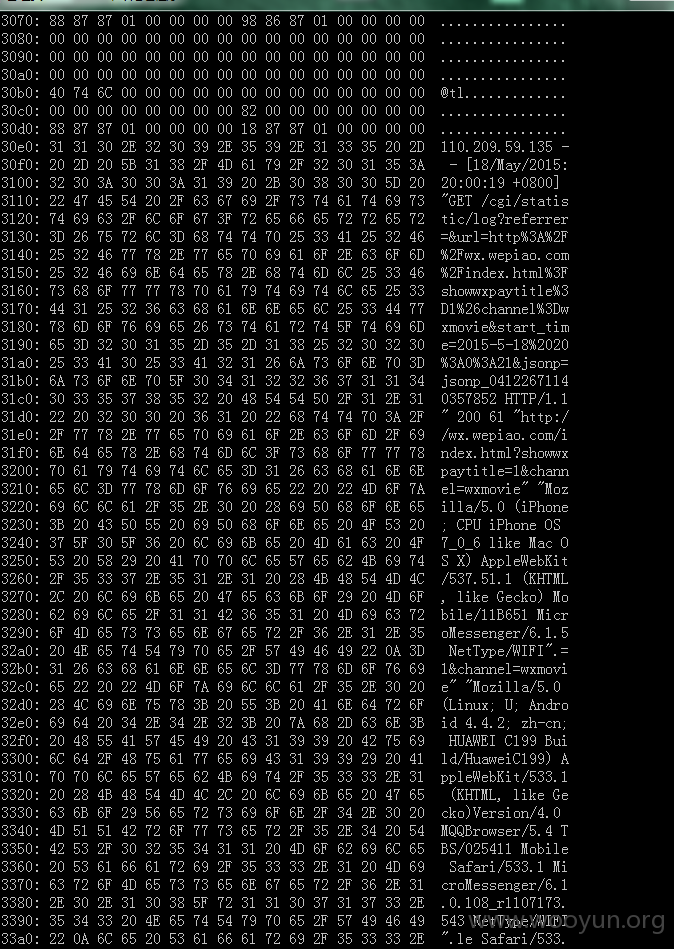 3070: 88 87 87 01 00 00 00 00 98 86 87 01 00 00 00 00 ................
3080: 00 00 00 00 00 00 00 00 00 00 00 00 00 00 00 00 ................
3090: 00 00 00 00 00 00 00 00 00 00 00 00 00 00 00 00 ................
30a0: 00 00 00 00 00 00 00 00 00 00 00 00 00 00 00 00 ................
30b0: 40 74 6C 00 00 00 00 00 00 00 00 00 00 00 00 00 @tl.............
30c0: 00 00 00 00 00 00 00 00 82 00 00 00 00 00 00 00 ................
30d0: 88 87 87 01 00 00 00 00 18 87 87 01 00 00 00 00 ................
30e0: 31 31 30 2E 32 30 39 2E 35 39 2E 31 33 35 20 2D 110.209.59.135 -
30f0: 20 2D 20 5B 31 38 2F 4D 61 79 2F 32 30 31 35 3A  - [18/May/2015:
3100: 32 30 3A 30 30 3A 31 39 20 2B 30 38 30 30 5D 20 20:00:19 +0800]
3110: 22 47 45 54 20 2F 63 67 69 2F 73 74 61 74 69 73 "GET /cgi/statis
3120: 74 69 63 2F 6C 6F 67 3F 72 65 66 65 72 72 65 72 tic/log?referrer
3130: 3D 26 75 72 6C 3D 68 74 74 70 25 33 41 25 32 46 =&url=http%3A%2F
3140: 25 32 46 77 78 2E 77 65 70 69 61 6F 2E 63 6F 6D %2Fwx.wepiao.com
3150: 25 32 46 69 6E 64 65 78 2E 68 74 6D 6C 25 33 46 %2Findex.html%3F
3160: 73 68 6F 77 77 78 70 61 79 74 69 74 6C 65 25 33 showwxpaytitle%3
3170: 44 31 25 32 36 63 68 61 6E 6E 65 6C 25 33 44 77 D1%26channel%3Dw
3180: 78 6D 6F 76 69 65 26 73 74 61 72 74 5F 74 69 6D xmovie&start_tim
3190: 65 3D 32 30 31 35 2D 35 2D 31 38 25 32 30 32 30 e=2015-5-18%2020
31a0: 25 33 41 30 25 33 41 32 31 26 6A 73 6F 6E 70 3D %3A0%3A21&jsonp=
31b0: 6A 73 6F 6E 70 5F 30 34 31 32 32 36 37 31 31 34 jsonp_0412267114
31c0: 30 33 35 37 38 35 32 20 48 54 54 50 2F 31 2E 31 0357852 HTTP/1.1
31d0: 22 20 32 30 30 20 36 31 20 22 68 74 74 70 3A 2F " 200 61 "http:/
31e0: 2F 77 78 2E 77 65 70 69 61 6F 2E 63 6F 6D 2F 69 /wx.wepiao.com/i
31f0: 6E 64 65 78 2E 68 74 6D 6C 3F 73 68 6F 77 77 78 ndex.html?showwx
3200: 70 61 79 74 69 74 6C 65 3D 31 26 63 68 61 6E 6E paytitle=1&chann
3210: 65 6C 3D 77 78 6D 6F 76 69 65 22 20 22 4D 6F 7A el=wxmovie" "Moz
3220: 69 6C 6C 61 2F 35 2E 30 20 28 69 50 68 6F 6E 65 illa/5.0 (iPhone
3230: 3B 20 43 50 55 20 69 50 68 6F 6E 65 20 4F 53 20 ; CPU iPhone OS
3240: 37 5F 30 5F 36 20 6C 69 6B 65 20 4D 61 63 20 4F 7_0_6 like Mac O
3250: 53 20 58 29 20 41 70 70 6C 65 57 65 62 4B 69 74 S X) AppleWebKit
3260: 2F 35 33 37 2E 35 31 2E 31 20 28 4B 48 54 4D 4C /537.51.1 (KHTML
3270: 2C 20 6C 69 6B 65 20 47 65 63 6B 6F 29 20 4D 6F , like Gecko) Mo
3280: 62 69 6C 65 2F 31 31 42 36 35 31 20 4D 69 63 72 bile/11B651 Micr
3290: 6F 4D 65 73 73 65 6E 67 65 72 2F 36 2E 31 2E 35 oMessenger/6.1.5
32a0: 20 4E 65 74 54 79 70 65 2F 57 49 46 49 22 0A 3D  NetType/WIFI".=
32b0: 31 26 63 68 61 6E 6E 65 6C 3D 77 78 6D 6F 76 69 1&channel=wxmovi
32c0: 65 22 20 22 4D 6F 7A 69 6C 6C 61 2F 35 2E 30 20 e" "Mozilla/5.0
32d0: 28 4C 69 6E 75 78 3B 20 55 3B 20 41 6E 64 72 6F (Linux; U; Andro
32e0: 69 64 20 34 2E 34 2E 32 3B 20 7A 68 2D 63 6E 3B id 4.4.2; zh-cn;
32f0: 20 48 55 41 57 45 49 20 43 31 39 39 20 42 75 69  HUAWEI C199 Bui
3300: 6C 64 2F 48 75 61 77 65 69 43 31 39 39 29 20 41 ld/HuaweiC199) A
3310: 70 70 6C 65 57 65 62 4B 69 74 2F 35 33 33 2E 31 ppleWebKit/533.1
3320: 20 28 4B 48 54 4D 4C 2C 20 6C 69 6B 65 20 47 65  (KHTML, like Ge
3330: 63 6B 6F 29 56 65 72 73 69 6F 6E 2F 34 2E 30 20 cko)Version/4.0
3340: 4D 51 51 42 72 6F 77 73 65 72 2F 35 2E 34 20 54 MQQBrowser/5.4 T
3350: 42 53 2F 30 32 35 34 31 31 20 4D 6F 62 69 6C 65 BS/025411 Mobile
3360: 20 53 61 66 61 72 69 2F 35 33 33 2E 31 20 4D 69  Safari/533.1 Mi
3370: 63 72 6F 4D 65 73 73 65 6E 67 65 72 2F 36 2E 31 croMessenger/6.1
3380: 2E 30 2E 31 30 38 5F 72 31 31 30 37 31 37 33 2E .0.108_r1107173.
3390: 35 34 33 20 4E 65 74 54 79 70 65 2F 57 49 46 49 543 NetType/WIFI
33a0: 22 0A 6C 65 20 53 61 66 61 72 69 2F 35 33 33 2E ".le Safari/533.
www.wooyun.org